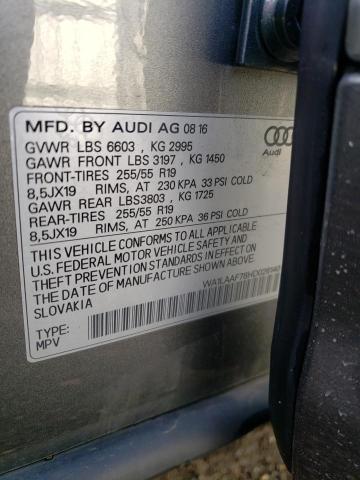 MFD. BY AUDI AG 08 16
GVWR LBS 6603 , KG 2995
GAWR FRONT LBS 3197 , KG 1450
FRONT-TIRES 255/55 R19
8,5JX19 RIMS, AT 230 KPA 33 PSI COLD
GAWR REAR LBS3803 , KG 1725
REAR-TIRES 255/55 R19
8,5JX19 RIMS, AT 250 KPA 36 PSI COLD
THIS VEHICLE CONFORMS TO ALL APPLICABLE
U.S.FEDERAL MOTOR VEHICLE SAFETY AND
THEFT PREVENTION STANDARDS IN EFFECT ON
THE DATE OF MANUFACTURE SHOWN ABOVE
SLOVAKIA
TYPE:
MPV
Audi